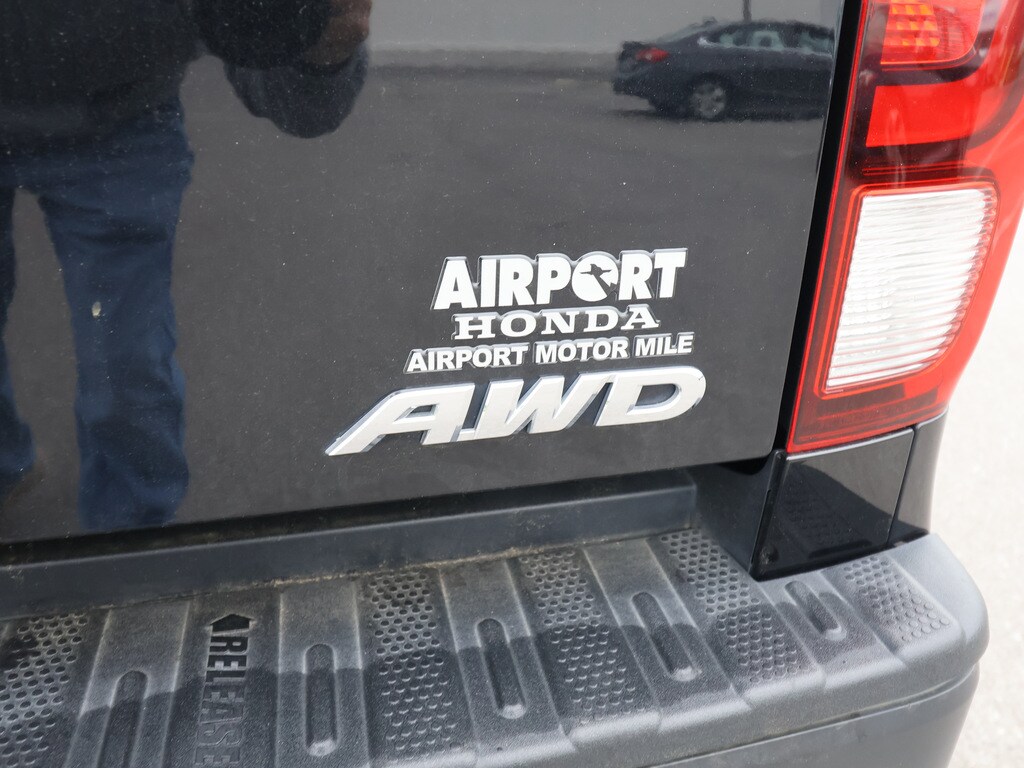 AIRPORT
HONDA
AIRPORT MOTOR MILE
AWD
RELEASE